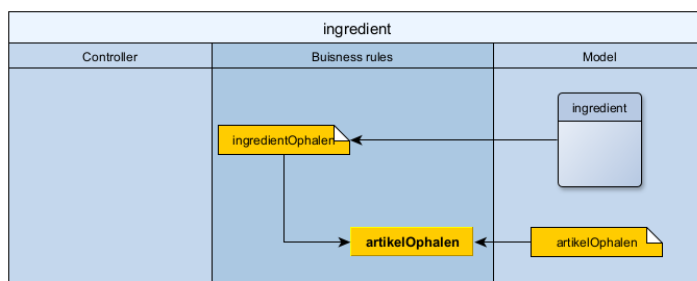 ingredient
Controller
Buisness rules
Model
ingredient
ingredientOphalen
artikelOphalen
artikelOphalen